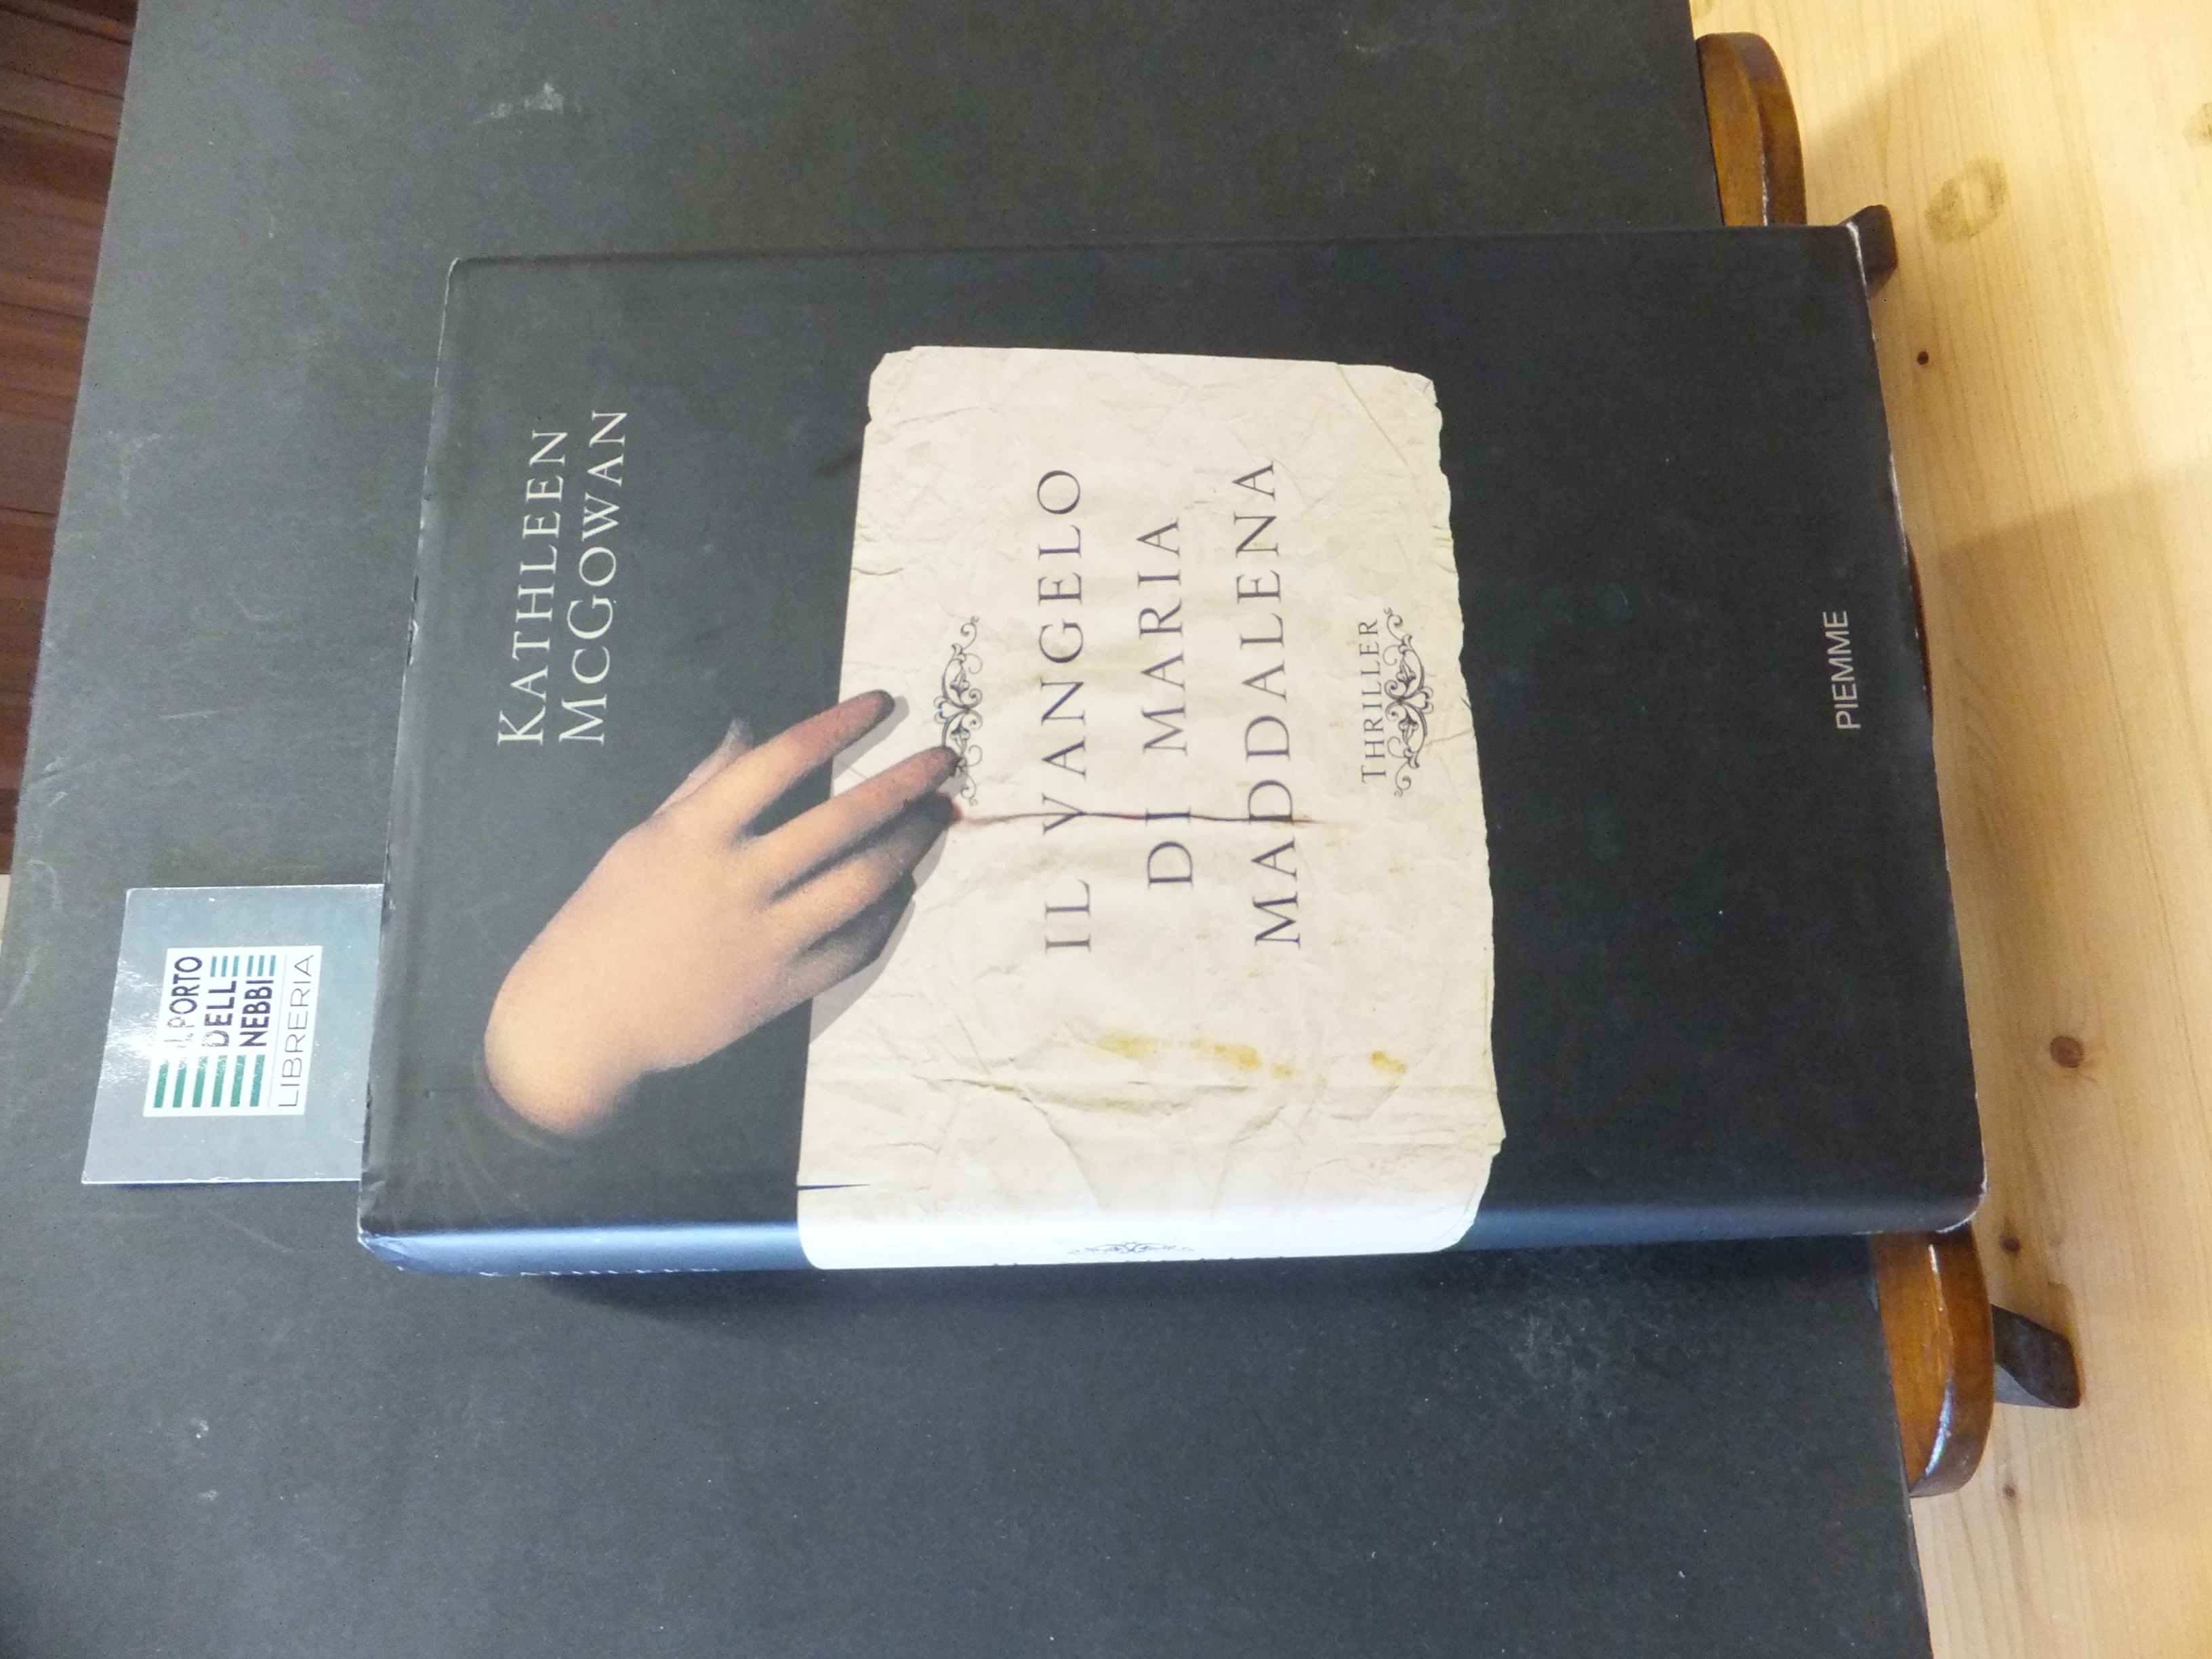 IL PORTO
DELLE
NEBBIE
LIBRERIA
KATHLEEN
MCGOWAN
IL VANGELO
DI MARIA
MADDALENA
THRILLER
PIEMME